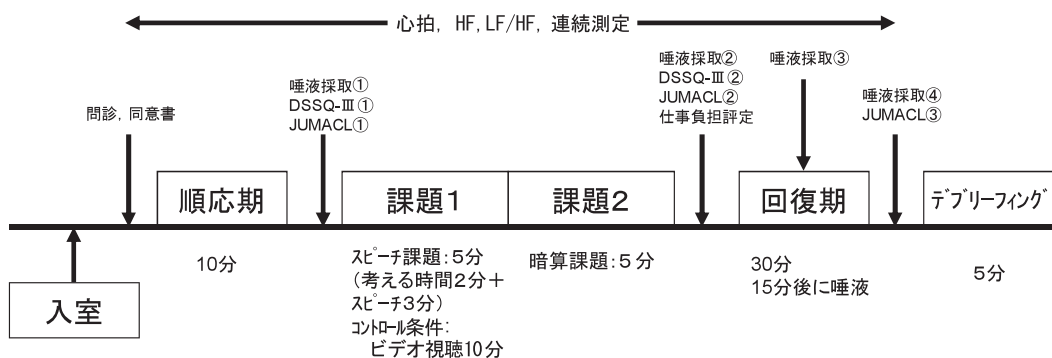 心拍, HF, LF/HF, 連続測定
問診, 同意書
唾液採取①
DSSQ-Ⅲ①
JUMACL①
唾液採取②
DSSQ-Ⅲ②
JUMACL②
仕事負担評定
唾液採取③
唾液採取④
JUMACL③
順応期
課題1
課題2
回復期
ﾃﾞﾌﾞﾘｰﾌｨﾝｸﾞ
入室
10分
ｽﾋﾟｰﾁ課題:5分
(考える時間2分+
ｽﾋﾟｰﾁ3分)
ｺﾝﾄﾛｰﾙ条件:
ビデオ視聴10分
暗算課題:5分
30分
15分後に唾液
5分